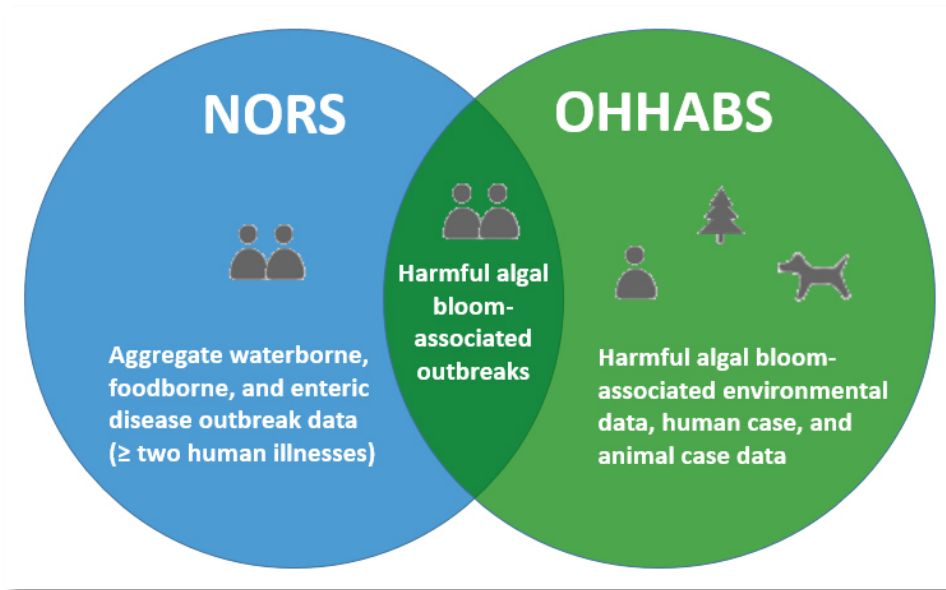 NORS
Aggregate waterborne,
foodborne, and enteric
disease outbreak data
(≥ two human illnesses)
Harmful algal
bloom-
associated
outbreaks
OHHABS
Harmful algal bloom-
associated environmental
data, human case, and
animal case data